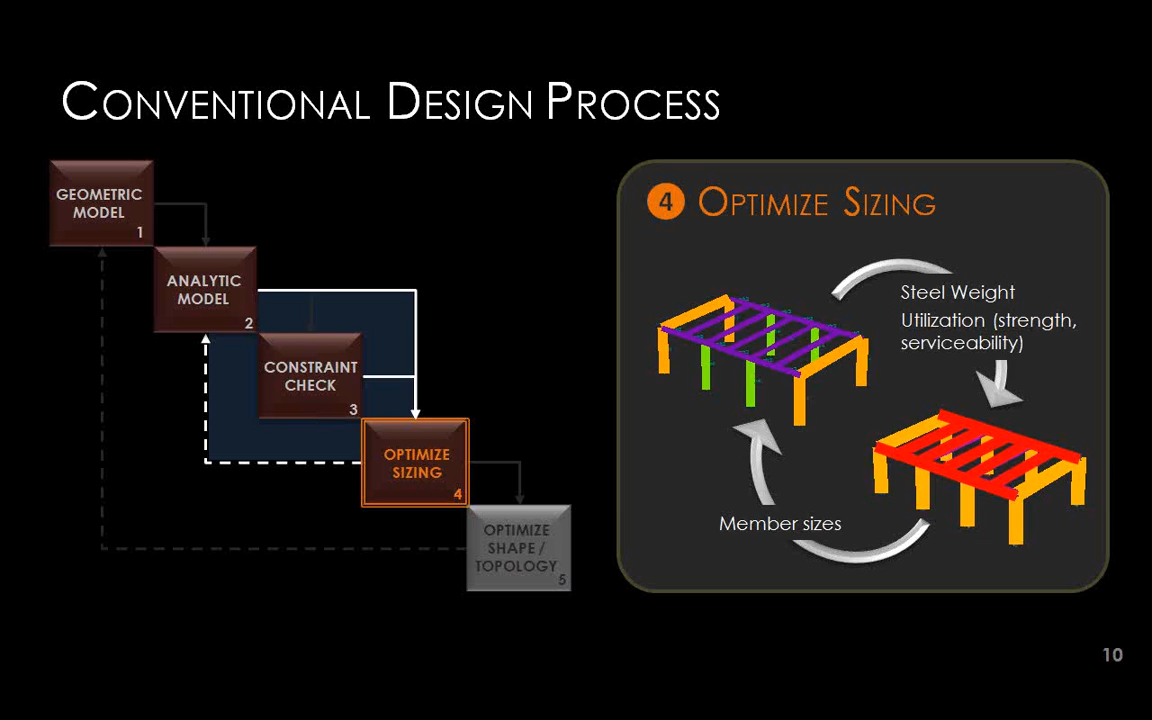 CONVENTIONAL DESIGN PROCESS
GEOMETRIC
MODEL
1
ANALYTIC
MODEL
2
CONSTRAINT
CHECK
3
OPTIMIZE
SIZING
4
OPTIMIZE
SHAPE /
TOPOLOGY
5
4 OPTIMIZE SIZING
Steel Weight
Utilization (strength,
serviceability)
Member sizes
10